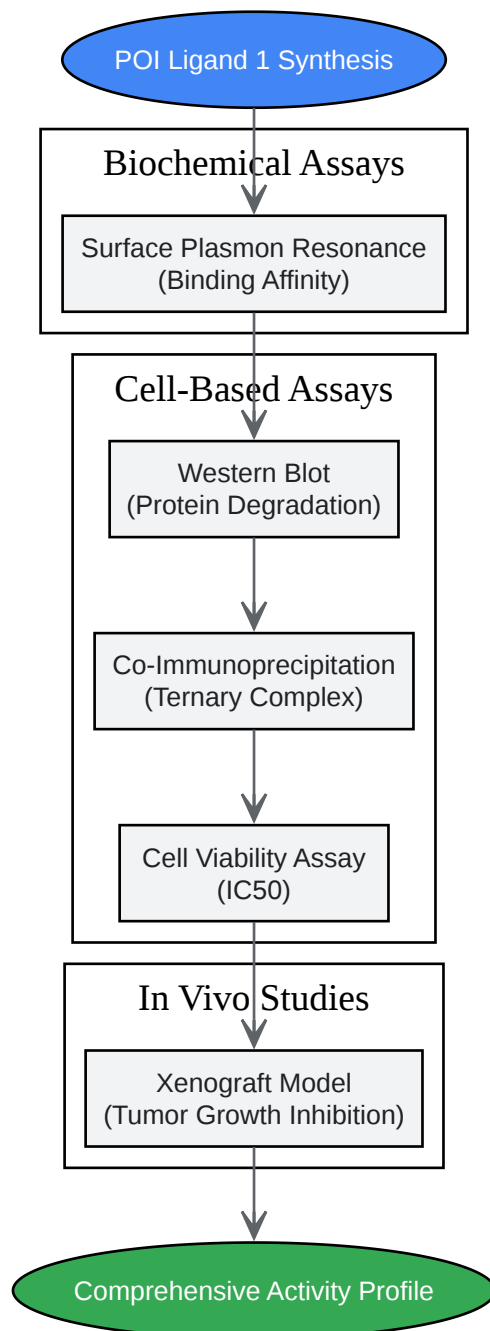 POI Ligand 1 Synthesis
Biochemical Assays
Surface Plasmon Resonance
(Binding Affinity)
Cell-Based Assays
Western Blot
(Protein Degradation)
Co-Immunoprecipitation
(Ternary Complex)
Cell Viability Assay
(IC50)
In Vivo Studies
Xenograft Model
(Tumor Growth Inhibition)
Comprehensive Activity Profile